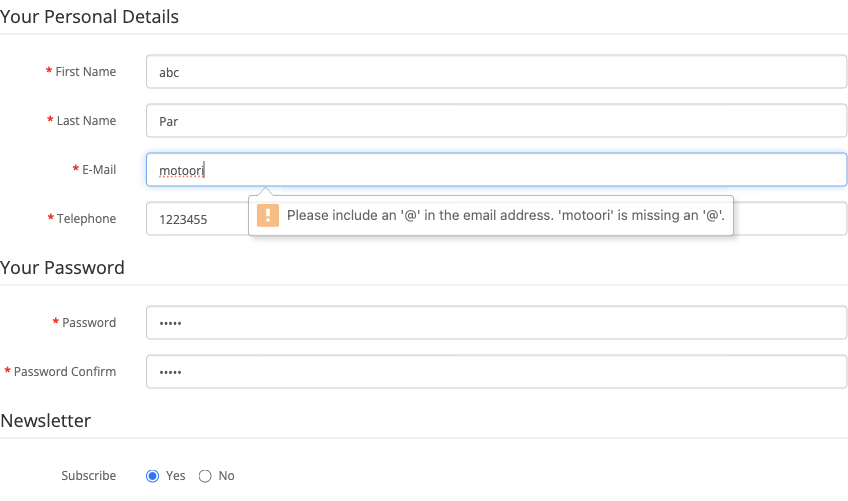 Your Personal Details
* First Name
abc
* Last Name
Par
* E-Mail
motoori
Please include an '@' in the email address. 'motoori' is missing an '@'.
* Telephone
1223455
Your Password
* Password
•••••
* Password Confirm
•••••
Newsletter
Subscribe Yes No